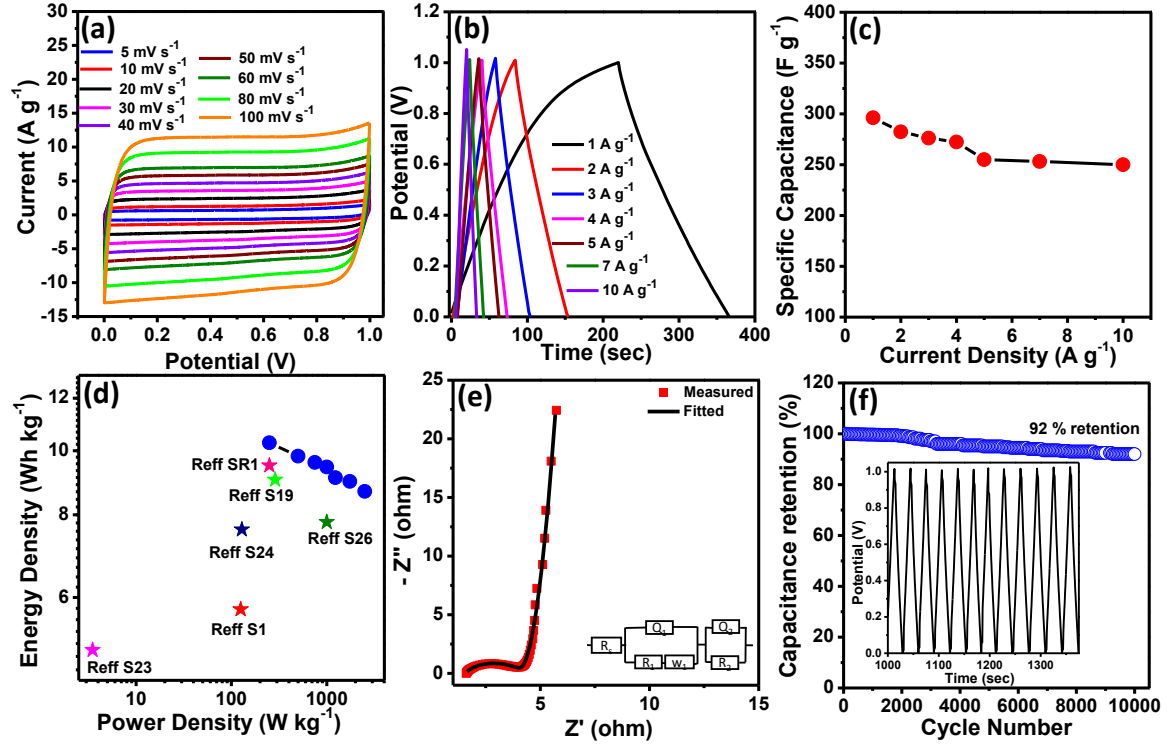 (a)
5 mV s⁻¹
10 mV s⁻¹
20 mV s⁻¹
30 mV s⁻¹
40 mV s⁻¹
50 mV s⁻¹
60 mV s⁻¹
80 mV s⁻¹
100 mV s⁻¹
Current (A g⁻¹)
30
25
20
15
10
5
0
-5
-10
-15
0.0 0.2 0.4 0.6 0.8 1.0
Potential (V)
(b)
Potential (V)
1.2
1.0
0.8
0.6
0.4
0.2
0.0
1 A g⁻¹
2 A g⁻¹
3 A g⁻¹
4 A g⁻¹
5 A g⁻¹
7 A g⁻¹
10 A g⁻¹
0 100 200 300 400
Time (sec)
(c)
Specific Capacitance (F g⁻¹)
400
350
300
250
200
150
100
0 2 4 6 8 10
Current Density (A g⁻¹)
(d)
Energy Density (Wh kg⁻¹)
12
10
8
6
Reff SR1
Reff S19
Reff S24
Reff S26
Reff S1
Reff S23
10 100 1000
Power Density (W kg⁻¹)
(e)
Measured
Fitted
- Z'' (ohm)
25
20
15
10
5
0
Rₛ
Q₁
R₁
w₁
Q₂
R₂
5 10 15
Z' (ohm)
(f)
Capacitance retention (%)
120
100
80
60
40
20
0
92 % retention
Potential (V)
1.0
0.8
0.6
0.4
0.2
0.0
1000 1100 1200 1300
Time (sec)
0 2000 4000 6000 8000 10000
Cycle Number